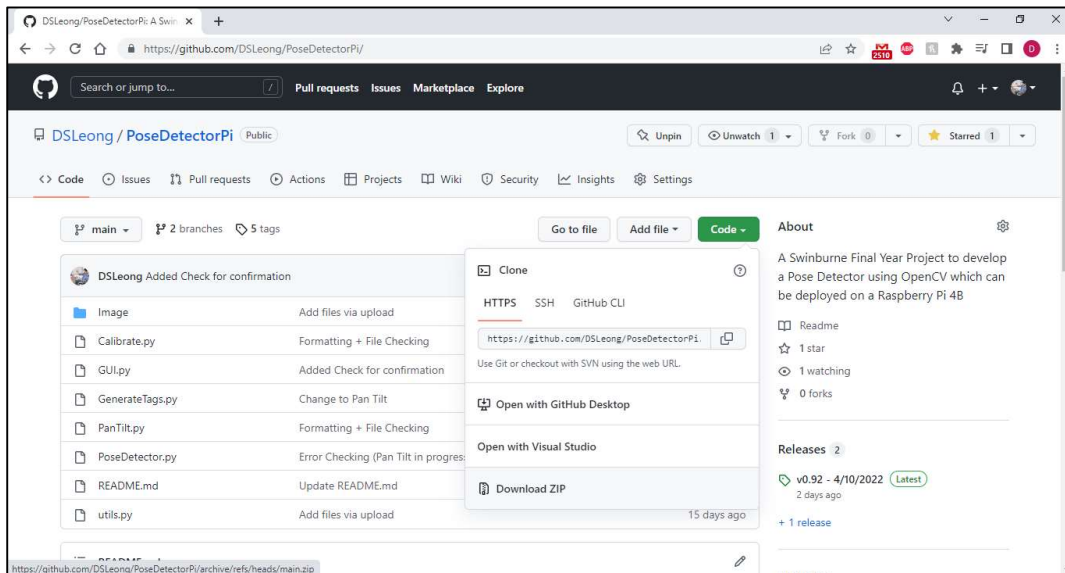 DSLeong/PoseDetectorPi: A Swin
https://github.com/DSLeong/PoseDetectorPi/
2510
ABP
D
Search or jump to...
/
Pull requests Issues Marketplace Explore
DSLeong / PoseDetectorPi Public
Unpin
Unwatch 1
Fork 0
Starred 1
Code Issues Pull requests Actions Projects Wiki Security Insights Settings
main
2 branches
5 tags
Go to file
Add file
Code
DSLeong Added Check for confirmation
Image Add files via upload
Calibrate.py Formatting + File Checking
GUI.py Added Check for confirmation
GenerateTags.py Change to Pan Tilt
PanTilt.py Formatting + File Checking
PoseDetector.py Error Checking (Pan Tilt in progres
README.md Update README.md
utils.py Add files via upload 15 days ago
Clone
HTTPS SSH GitHub CLI
https://github.com/DSLeong/PoseDetectorPi.
Use Git or checkout with SVN using the web URL.
Open with GitHub Desktop
Open with Visual Studio
Download ZIP
About
A Swinburne Final Year Project to develop
a Pose Detector using OpenCV which can
be deployed on a Raspberry Pi 4B
Readme
1 star
1 watching
0 forks
Releases 2
v0.92 - 4/10/2022 Latest
2 days ago
+ 1 release
https://github.com/DSLeong/PoseDetectorPi/archive/refs/heads/main.zip